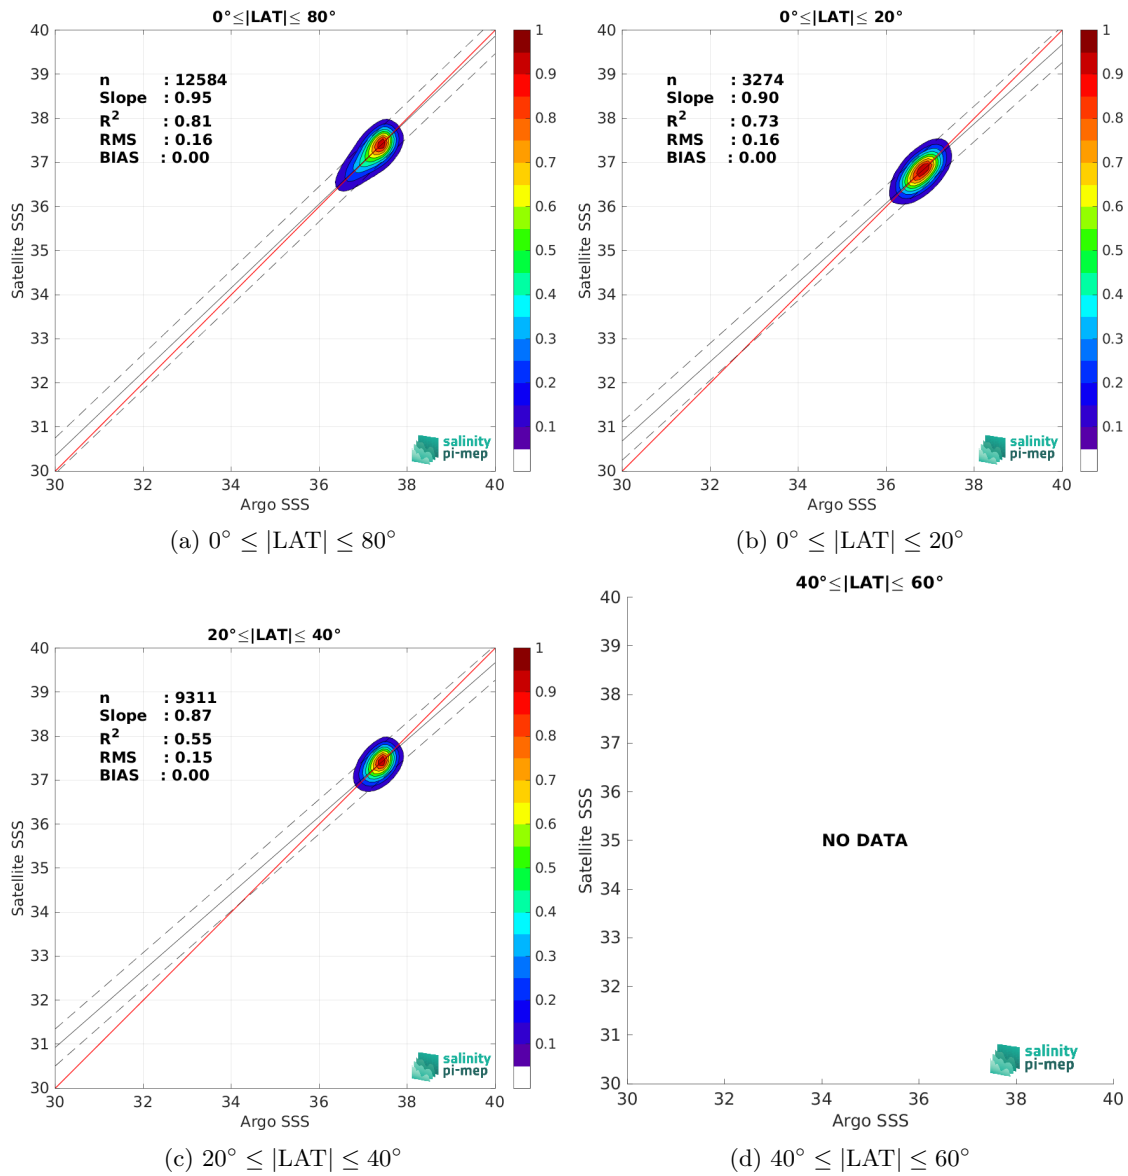 0°≤|LAT|≤ 80°
40
39
38
37
36
35
34
33
32
31
30
Satellite SSS
n : 12584
Slope : 0.95
R² : 0.81
RMS : 0.16
BIAS : 0.00
salinity
pi-mep
30 32 34 36 38 40
Argo SSS
1
0.9
0.8
0.7
0.6
0.5
0.4
0.3
0.2
0.1
(a) 0° ≤ |LAT| ≤ 80°
0°≤|LAT|≤ 20°
40
39
38
37
36
35
34
33
32
31
30
Satellite SSS
n : 3274
Slope : 0.90
R² : 0.73
RMS : 0.16
BIAS : 0.00
salinity
pi-mep
30 32 34 36 38 40
Argo SSS
1
0.9
0.8
0.7
0.6
0.5
0.4
0.3
0.2
0.1
(b) 0° ≤ |LAT| ≤ 20°
20°≤|LAT|≤ 40°
40
39
38
37
36
35
34
33
32
31
30
Satellite SSS
n : 9311
Slope : 0.87
R² : 0.55
RMS : 0.15
BIAS : 0.00
salinity
pi-mep
30 32 34 36 38 40
Argo SSS
1
0.9
0.8
0.7
0.6
0.5
0.4
0.3
0.2
0.1
(c) 20° ≤ |LAT| ≤ 40°
40°≤|LAT|≤ 60°
40
39
38
37
36
35
34
33
32
31
30
Satellite SSS
NO DATA
salinity
pi-mep
30 32 34 36 38 40
Argo SSS
(d) 40° ≤ |LAT| ≤ 60°